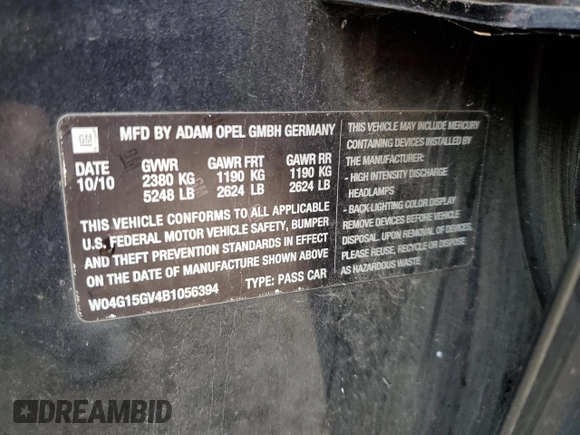 GM
MFD BY ADAM OPEL GMBH GERMANY
DATE GVWR GAWR FRT GAWR RR
10/10 2380 KG 1190 KG 1190 KG
5248 LB 2624 LB 2624 LB
THIS VEHICLE CONFORMS TO ALL APPLICABLE
U.S. FEDERAL MOTOR VEHICLE SAFETY, BUMPER
AND THEFT PREVENTION STANDARDS IN EFFECT
ON THE DATE OF MANUFACTURE SHOWN ABOVE
W04G15GV4B1056394 TYPE: PASS CAR
THIS VEHICLE MAY INCLUDE MERCURY
CONTAINING DEVICES INSTALLED BY
THE MANUFACTURER:
- HIGH INTENSITY DISCHARGE
HEADLAMPS
- BACK-LIGHTING COLOR DISPLAY
REMOVE DEVICES BEFORE VEHICLE
DISPOSAL. UPON REMOVAL OF DEVICES.
PLEASE REUSE, RECYCLE OR DISPOSE
AS HAZARDOUS WASTE
DREAMBID